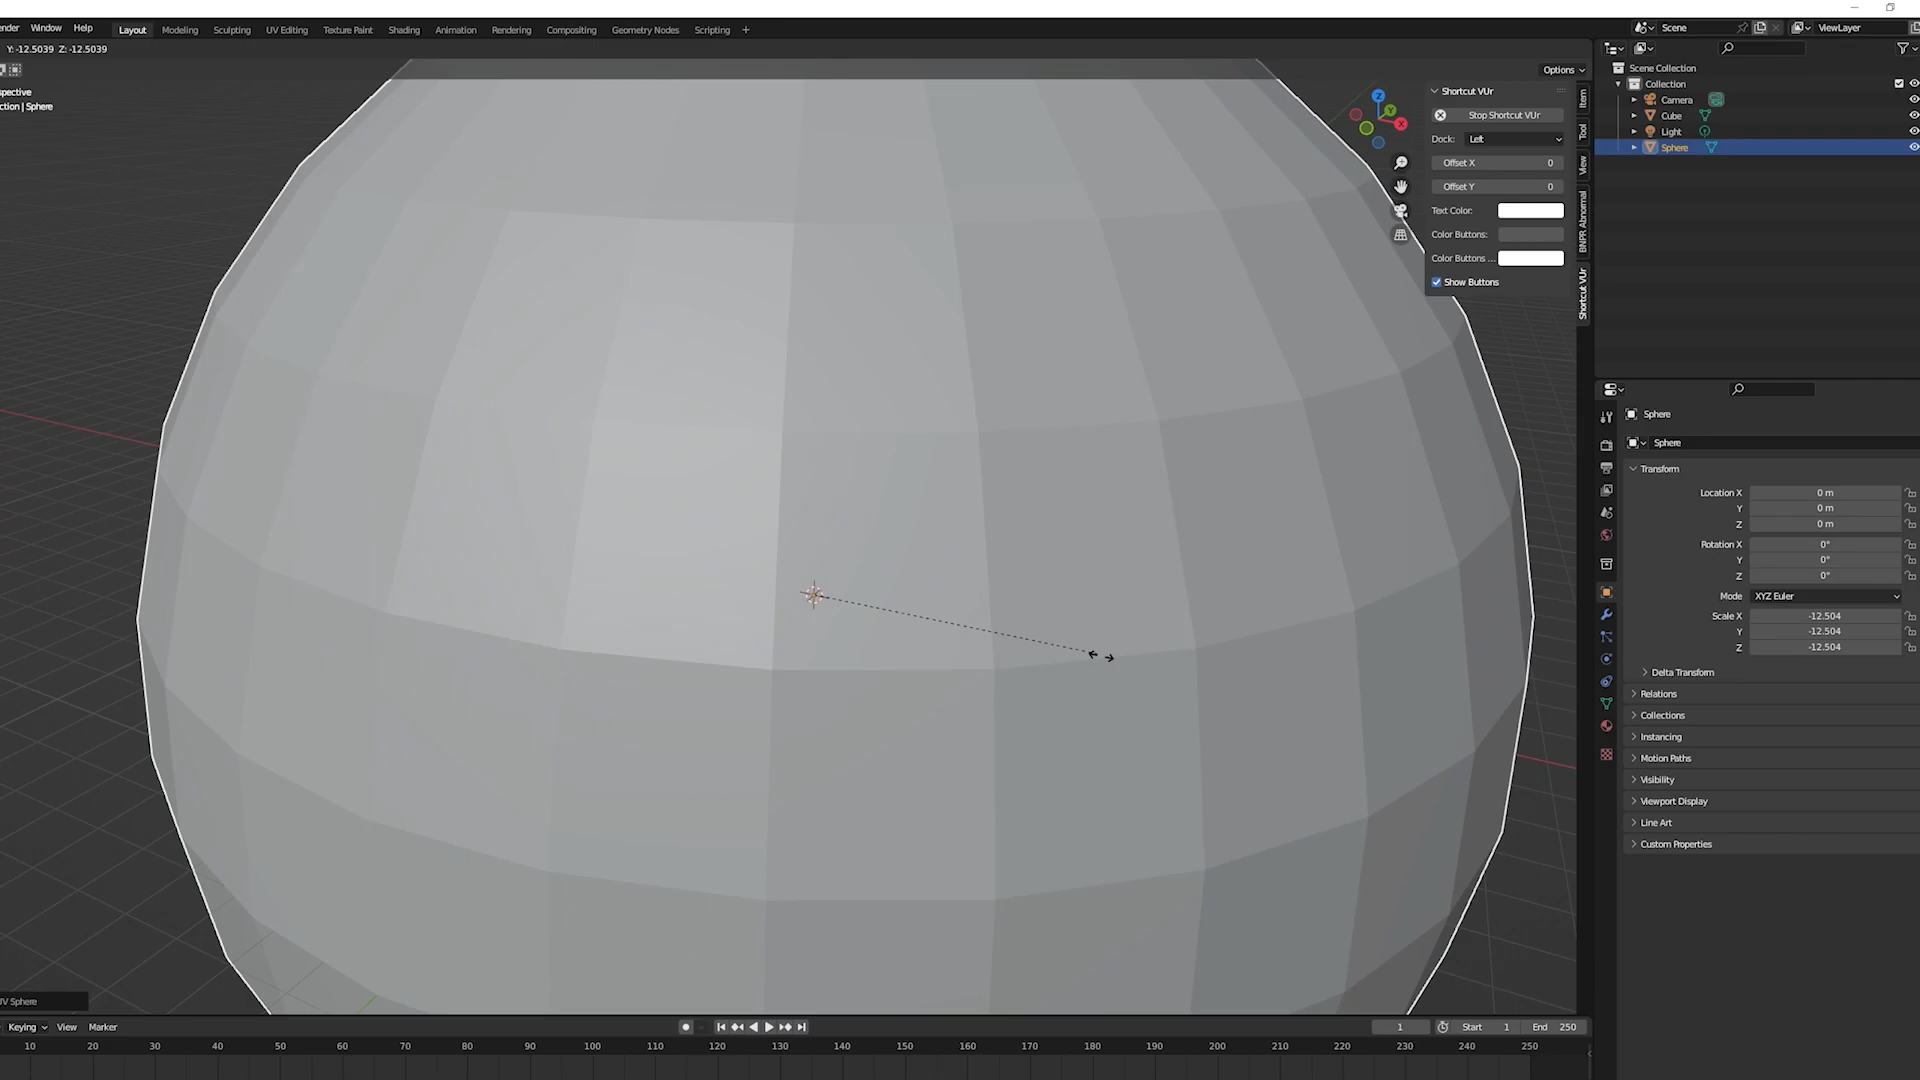 ender Window Help Layout Modeling Sculpting UV Editing Texture Paint Shading Animation Rendering Compositing Geometry Nodes Scripting + Scene ViewLayer
Y: -12.5039 Z: -12.5039
Options
spective
ction | Sphere
Shortcut VUr
Stop Shortcut VUr
Dock: Left
Offset X 0
Offset Y 0
Text Color:
Color Buttons:
Color Buttons ...
Show Buttons
Item
Tool
View
BNPR Abnormal
Shortcut VUr
Z
Y
X
Scene Collection
Collection
Camera
Cube
Light
Sphere
Sphere
Sphere
Transform
Location X 0 m
Y 0 m
Z 0 m
Rotation X 0°
Y 0°
Z 0°
Mode XYZ Euler
Scale X -12.504
Y -12.504
Z -12.504
Delta Transform
Relations
Collections
Instancing
Motion Paths
Visibility
Viewport Display
Line Art
Custom Properties
UV Sphere
Keying View Marker 1 Start 1 End 250
10 20 30 40 50 60 70 80 90 100 110 120 130 140 150 160 170 180 190 200 210 220 230 240 250